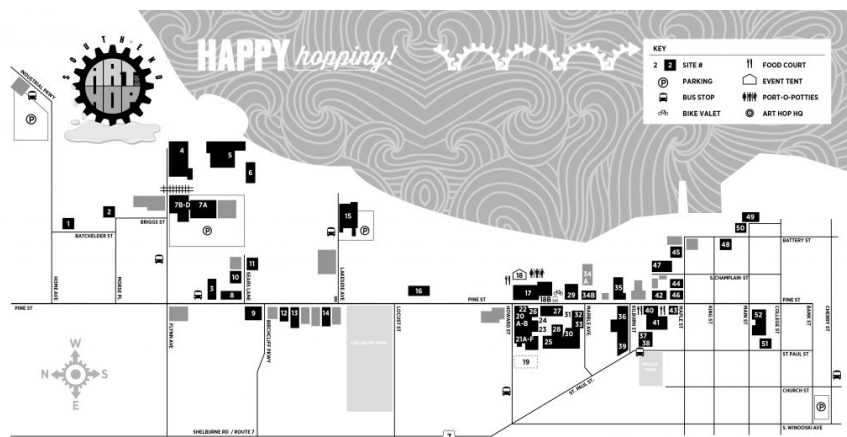 SOUTH·END
ART
HOP
HAPPY hopping!
KEY
2 2 SITE #
P PARKING
BUS STOP
BIKE VALET
FOOD COURT
EVENT TENT
PORT-O-POTTIES
ART HOP HQ
INDUSTRIAL PKWY
P
4
5
6
7B-D
7A
P
1
2
BRIGGS ST
BATCHELDER ST
15
P
49
50
48
45
BATTERY ST
HOME AVE
MORSE PL
11
10
3
8
SEARS LANE
LAKESIDE AVE
16
18
17
18B
29
34
A
34B
35
47
44
42
46
S.CHAMPLAIN ST
PINE ST
PINE ST
PINE ST
9
12
13
14
FLYNN AVE
BIRCHCLIFF PKWY
LOCUST ST
HOWARD ST
22
26
27
31
32
20
A-B
24
23
28
33
30
21A-F
25
19
MARBLE AVE
36
39
KILBURN ST
40
41
43
37
38
MAPLE ST
KING ST
MAIN ST
52
51
COLLEGE ST
BANK ST
CHERRY ST
ST PAUL ST
ST. PAUL ST.
CHURCH ST
P
S. WINOOSKI AVE
SHELBURNE RD / ROUTE 7
7
W
N
S
E